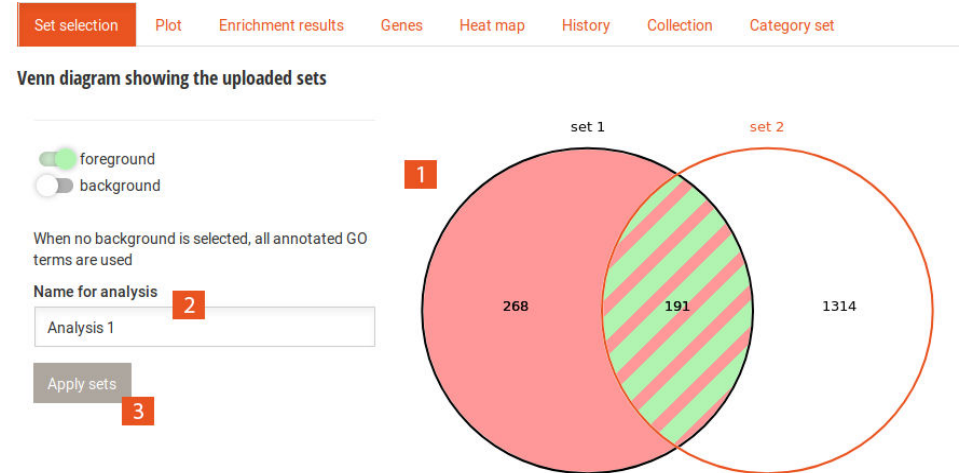 Set selection Plot Enrichment results Genes Heat map History Collection Category set
Venn diagram showing the uploaded sets
set 1 set 2
foreground
1
background
When no background is selected, all annotated GO
terms are used
Name for analysis
2
268 191 1314
Analysis 1
Apply sets
3